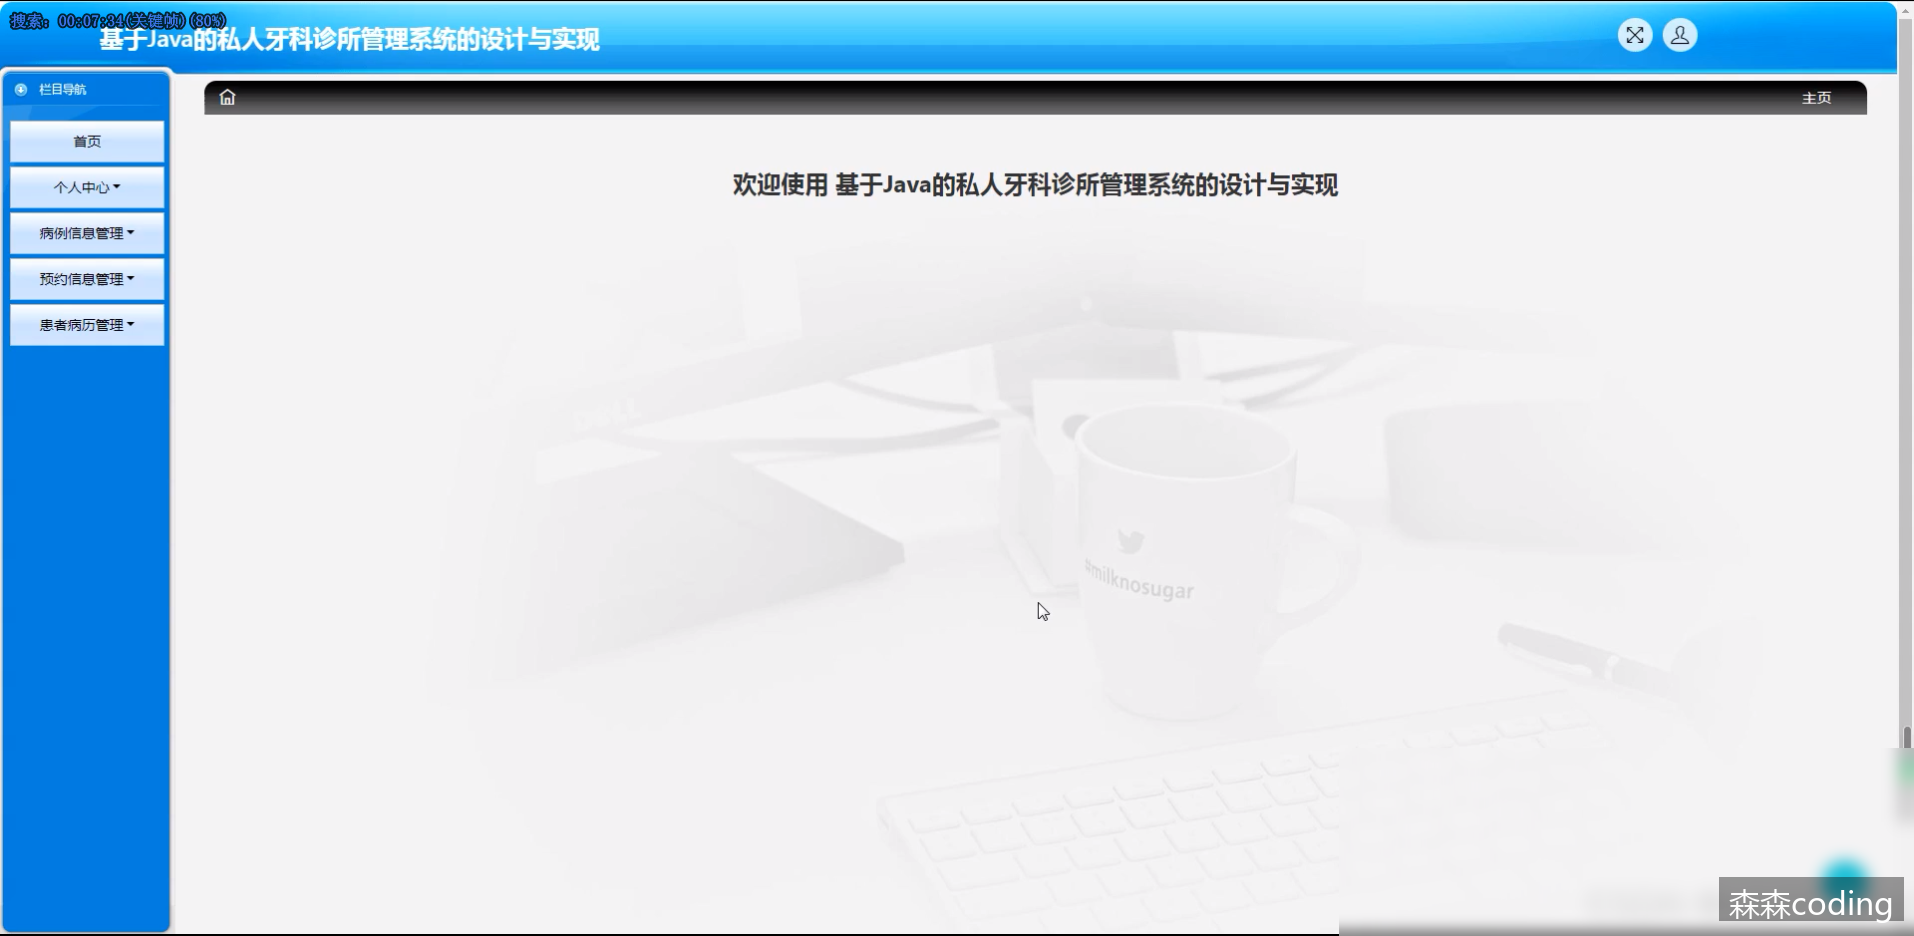 搜索: 00:07:34(关键帧)(80%)
基于Java的私人牙科诊所管理系统的设计与实现
栏目导航
主页
首页
个人中心
病例信息管理
预约信息管理
患者病历管理
欢迎使用 基于Java的私人牙科诊所管理系统的设计与实现
#milknosugar
森森coding